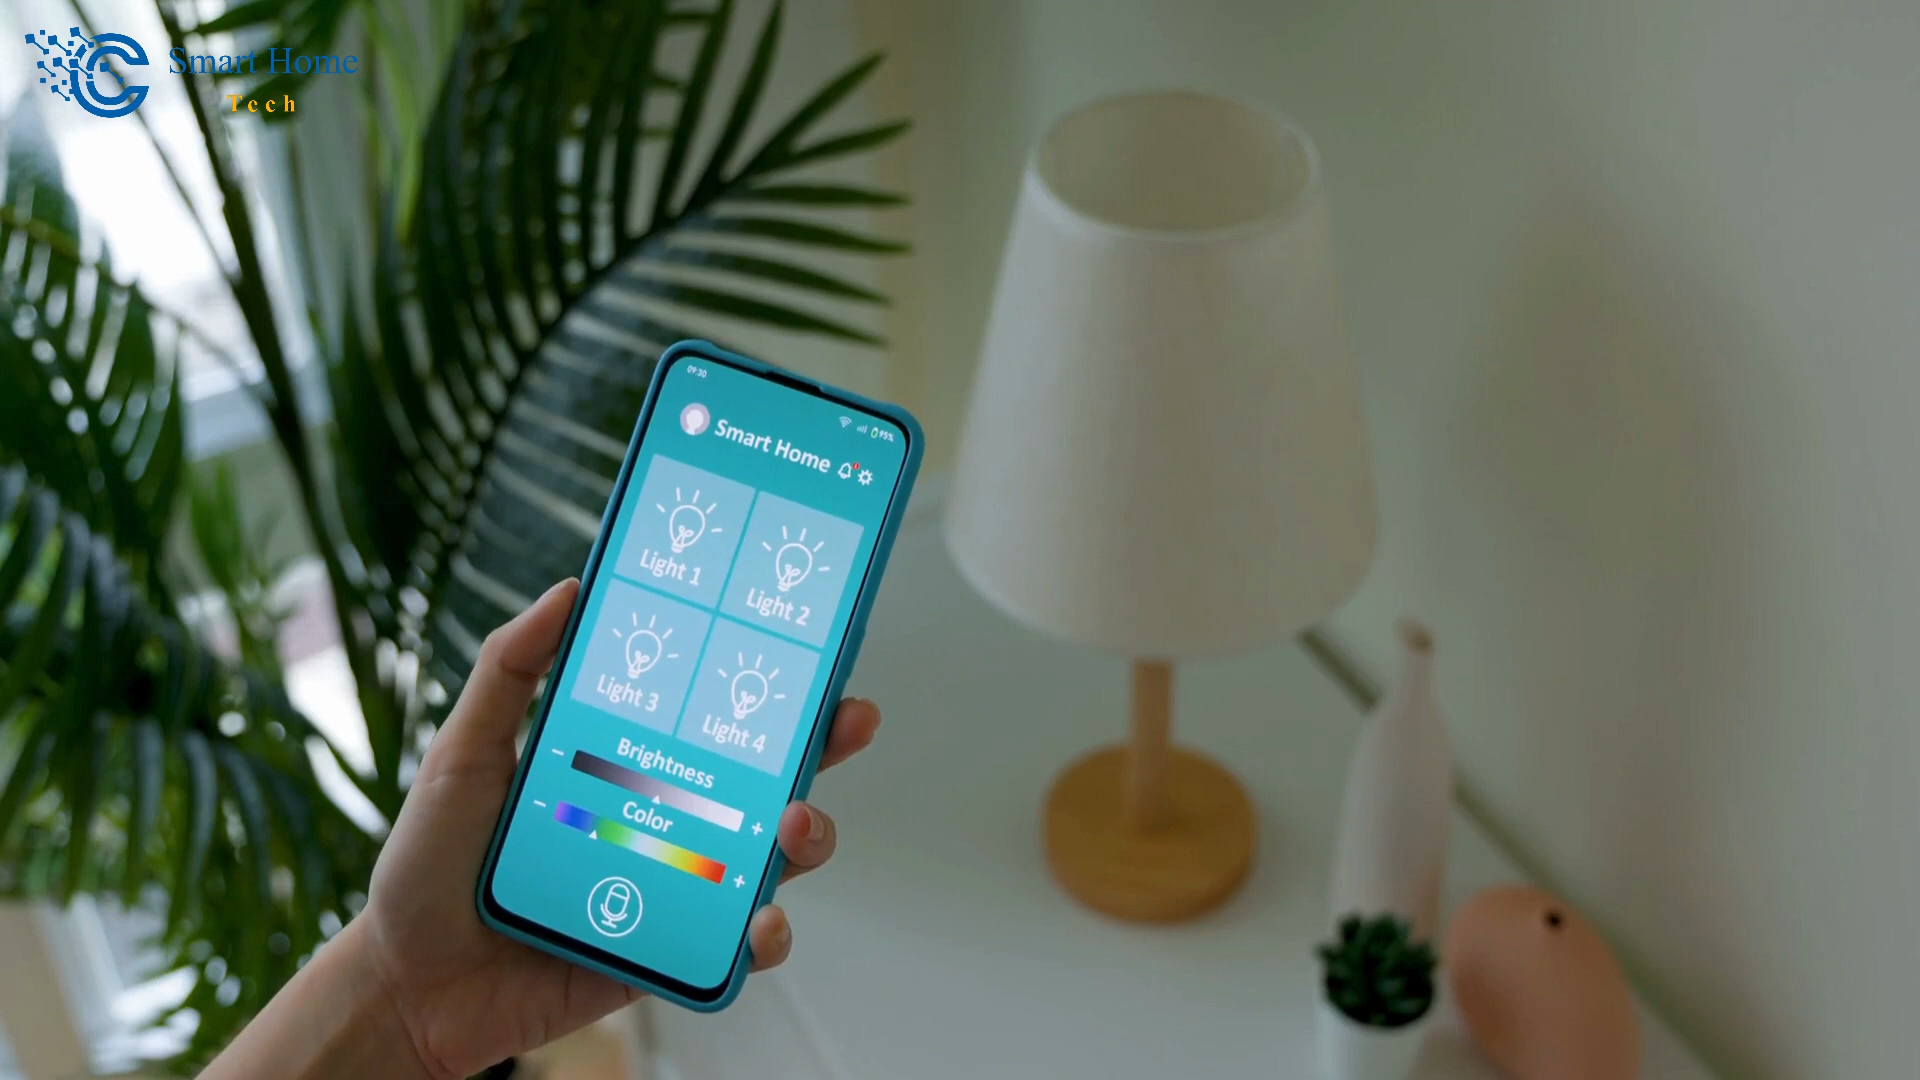 Smart Home
Tech
09:30
95%
Smart Home
Light 1
Light 2
Light 3
Light 4
Brightness
- +
Color
- +